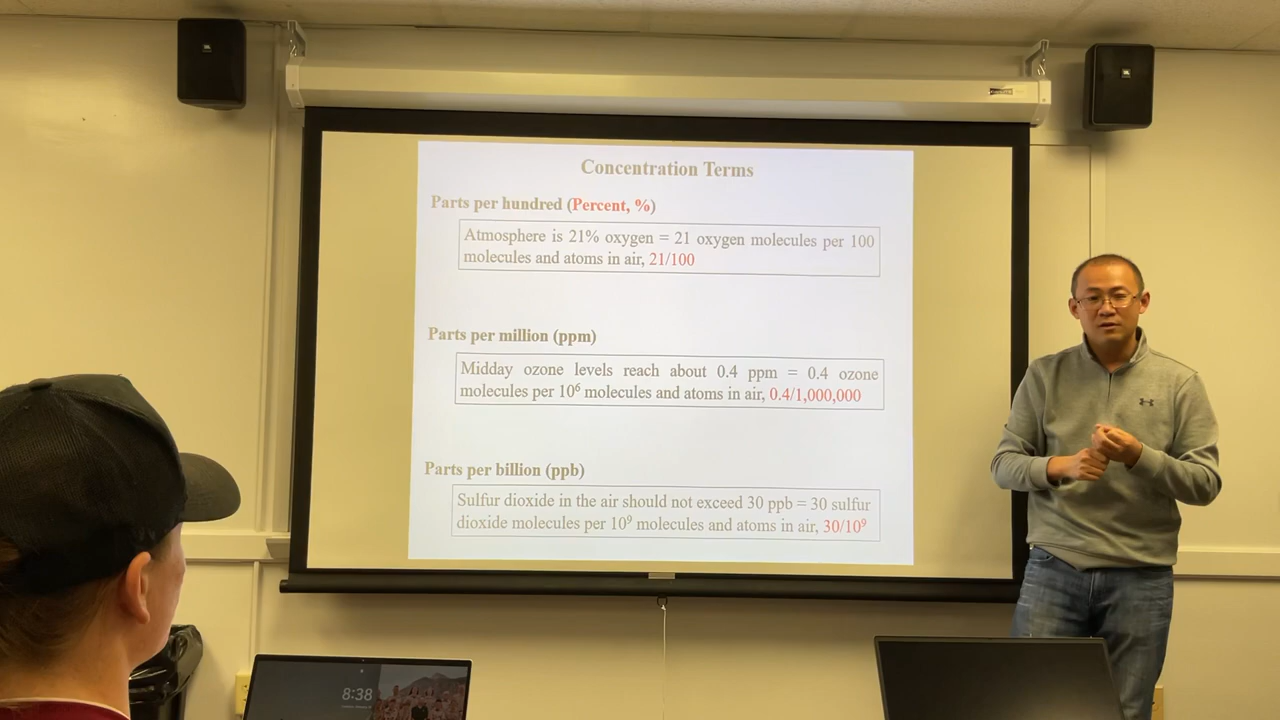 Concentration Terms
Parts per hundred (Percent, %)
Atmosphere is 21% oxygen = 21 oxygen molecules per 100
molecules and atoms in air, 21/100
Parts per million (ppm)
Midday ozone levels reach about 0.4 ppm = 0.4 ozone
molecules per 10⁶ molecules and atoms in air, 0.4/1,000,000
Parts per billion (ppb)
Sulfur dioxide in the air should not exceed 30 ppb = 30 sulfur
dioxide molecules per 10⁹ molecules and atoms in air, 30/10⁹
JBL
JBL
8:38